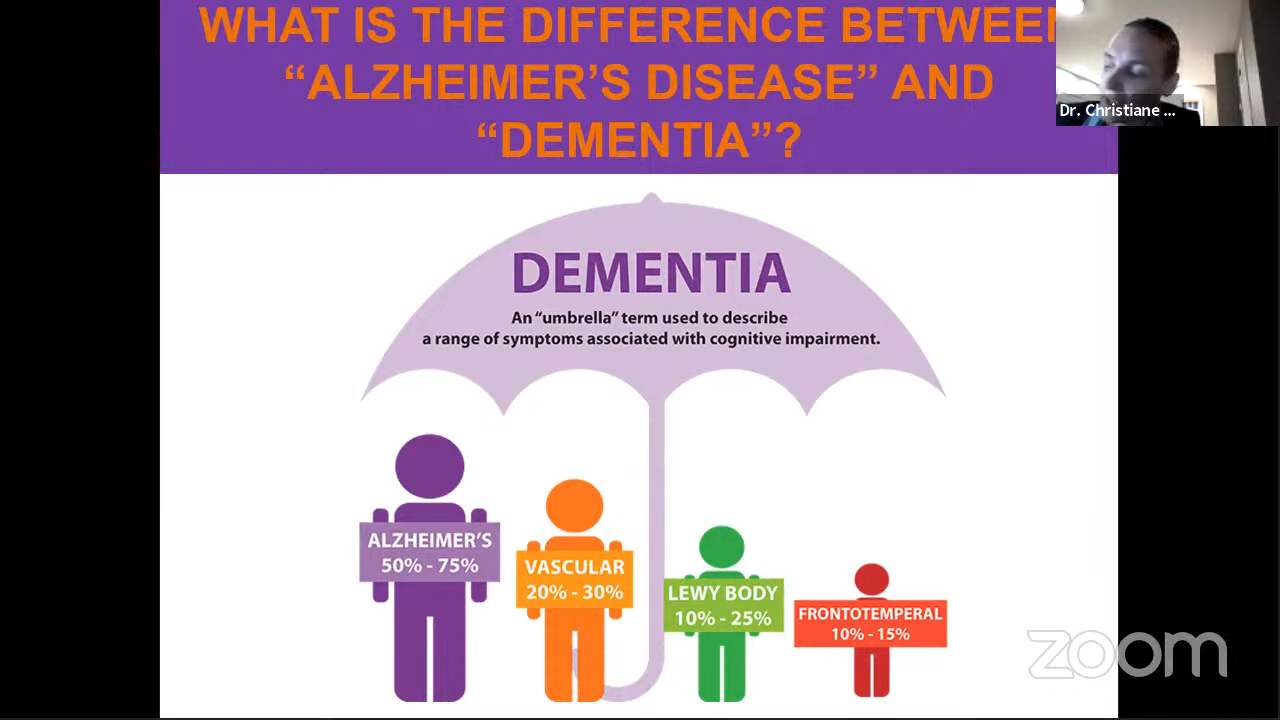 WHAT IS THE DIFFERENCE BETWEEN
“ALZHEIMER’S DISEASE” AND
“DEMENTIA”?
Dr. Christiane ...
DEMENTIA
An “umbrella” term used to describe
a range of symptoms associated with cognitive impairment.
ALZHEIMER’S
50% - 75%
VASCULAR
20% - 30%
LEWY BODY
10% - 25%
FRONTOTEMPERAL
10% - 15%
zoom